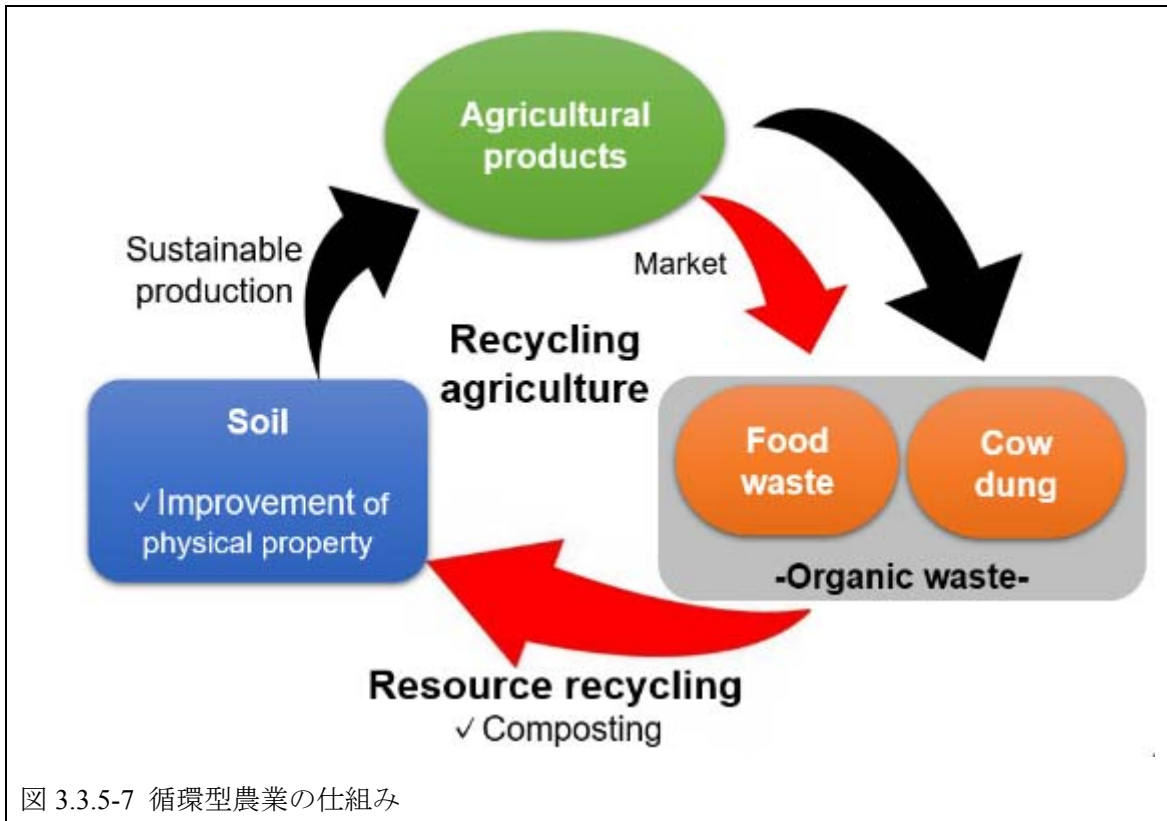 Agricultural
products
Sustainable
production
Market
Recycling
agriculture
Soil
✓ Improvement of
physical property
Food
waste
Cow
dung
-Organic waste-
Resource recycling
✓ Composting
図 3.3.5-7 循環型農業の仕組み